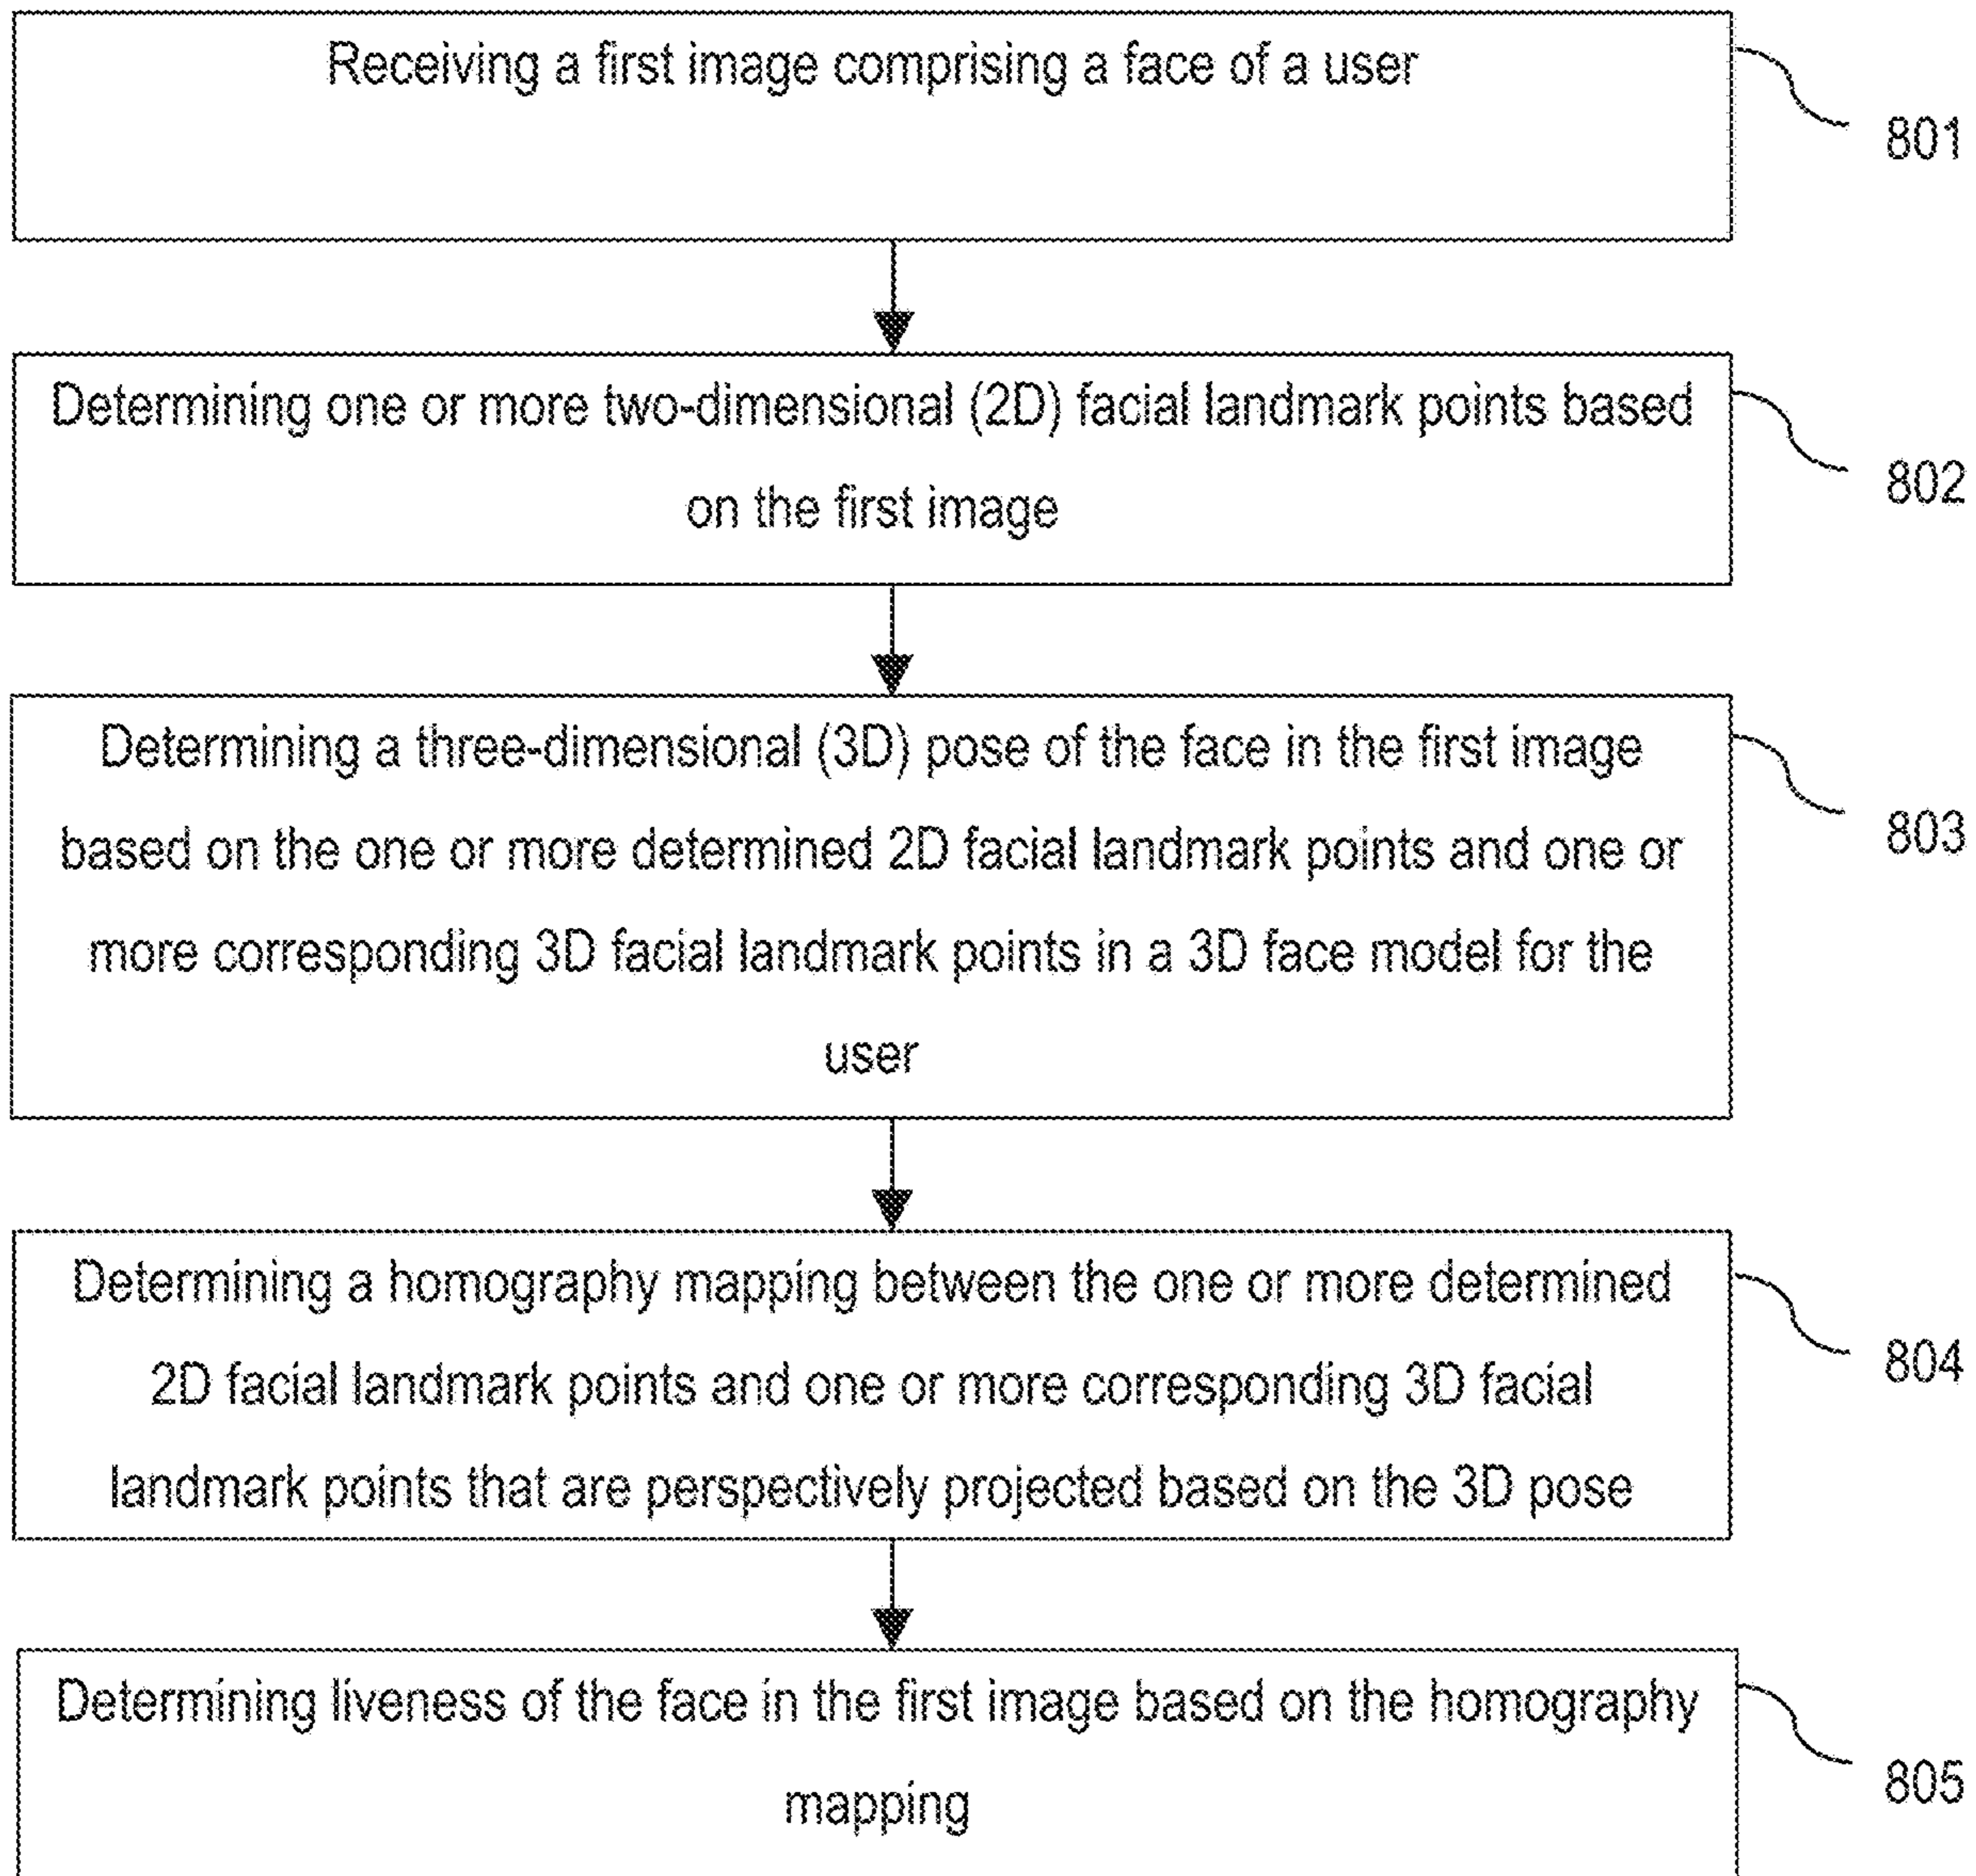 Receiving a first image comprising a face of a user
801
Determining one or more two-dimensional (2D) facial landmark points based
on the first image
802
Determining a three-dimensional (3D) pose of the face in the first image
based on the one or more determined 2D facial landmark points and one or
more corresponding 3D facial landmark points in a 3D face model for the
user
803
Determining a homography mapping between the one or more determined
2D facial landmark points and one or more corresponding 3D facial
landmark points that are perspectively projected based on the 3D pose
804
Determining liveness of the face in the first image based on the homography
mapping
805